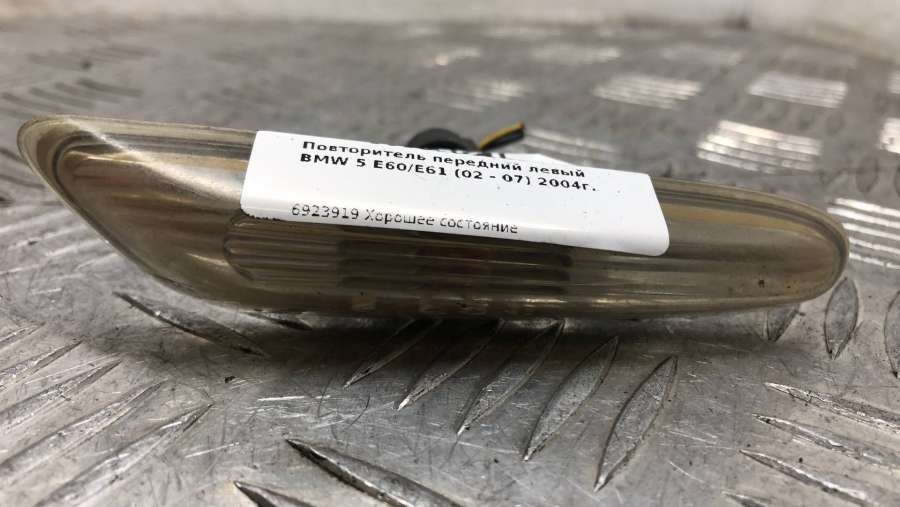 Повторитель передний левый
BMW 5 E60/E61 (02 - 07) 2004г.
6923919 Хорошее состояние